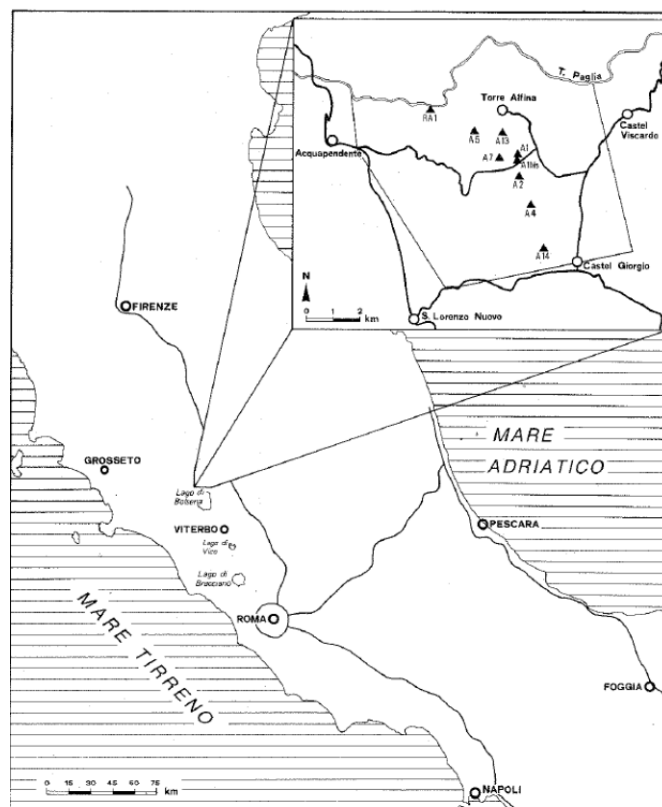 T. Paglia
Torre Alfina
RA1
Castel
Viscardo
A5
A13
Acquapendente
A7
A1
A1bis
A2
A4
A14
N
Castel Giorgio
0 1 2
km
S. Lorenzo Nuovo
FIRENZE
MARE
ADRIATICO
GROSSETO
Lago di
Bolsena
VITERBO
Lago di
Vico
PESCARA
Lago di
Bracciano
ROMA
MARE TIRRENO
FOGGIA
0 15 30 45 60 75
km
NAPOLI